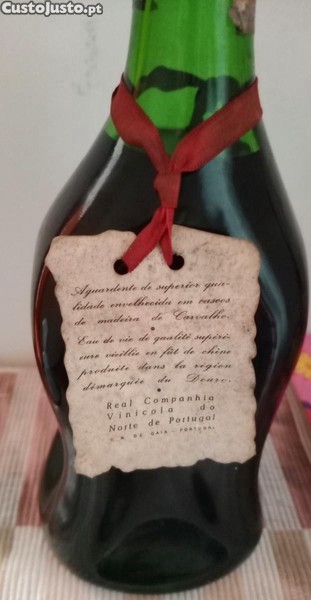 Custojusto.pt
Aguardente de superior qua-
lidade envelhecida em cascos
de madeira de Carvalho.
Eau de vie de qualité supéri-
eure vieillie en fût de chêne
produite dans la région
démarquée du Douro.
Real Companhia
Vinícola do
Norte de Portugal
V. N. DE GAIA - PORTUGAL